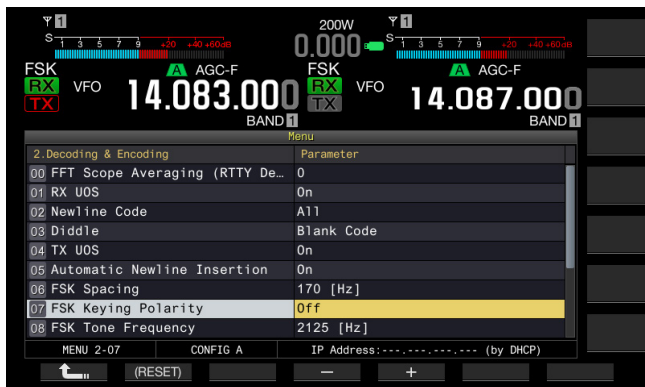 1 200W 1
S 1 3 5 7 9 +20 +40 +60dB 0.000 S 1 3 5 7 9 +20 +40 +60dB
FSK A AGC-F FSK A AGC-F
RX VFO 14.083.000 RX VFO 14.087.000
TX TX
BAND 1 BAND 1
Menu
2.Decoding & Encoding Parameter
00 FFT Scope Averaging (RTTY De… 0
01 RX UOS On
02 Newline Code All
03 Diddle Blank Code
04 TX UOS On
05 Automatic Newline Insertion On
06 FSK Spacing 170 [Hz]
07 FSK Keying Polarity Off
08 FSK Tone Frequency 2125 [Hz]
MENU 2-07 CONFIG A IP Address:---.---.---.--- (by DHCP)
(RESET) − +